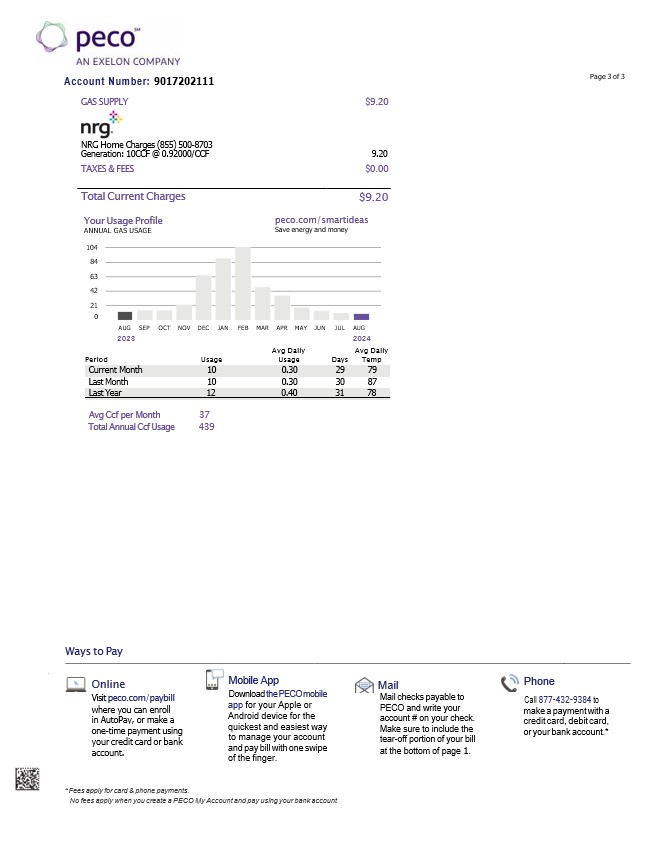 peco℠
AN EXELON COMPANY
Account Number: 9017202111
Page 3 of 3
GAS SUPPLY $9.20
nrg
NRG Home Charges (855) 500-8703
Generation: 10CCF @ 0.92000/CCF 9.20
TAXES & FEES $0.00
Total Current Charges $9.20
Your Usage Profile
ANNUAL GAS USAGE
peco.com/smartideas
Save energy and money
104
84
63
42
21
0
AUG SEP OCT NOV DEC JAN FEB MAR APR MAY JUN JUL AUG
2023 2024
Period Usage Avg Daily Usage Days Avg Daily Temp
Current Month 10 0.30 29 79
Last Month 10 0.30 30 87
Last Year 12 0.40 31 78
Avg Ccf per Month 37
Total Annual Ccf Usage 439
Ways to Pay
Online
Visit peco.com/paybill
where you can enroll
in AutoPay, or make a
one-time payment using
your credit card or bank
account.
Mobile App
Download the PECO mobile
app for your Apple or
Android device for the
quickest and easiest way
to manage your account
and pay bill with one swipe
of the finger.
Mail
Mail checks payable to
PECO and write your
account # on your check.
Make sure to include the
tear-off portion of your bill
at the bottom of page 1.
Phone
Call 877-432-9384 to
make a payment with a
credit card, debit card,
or your bank account.*
*Fees apply for card & phone payments.
No fees apply when you create a PECO My Account and pay using your bank account